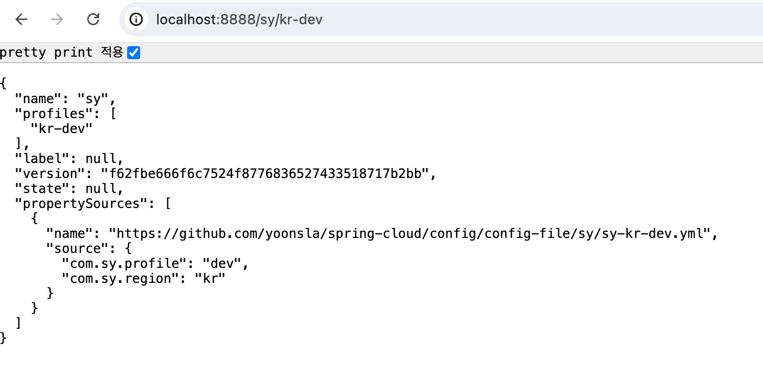 localhost:8888/sy/kr-dev
pretty print 적용
{
  "name": "sy",
  "profiles": [
    "kr-dev"
  ],
  "label": null,
  "version": "f62fbe666f6c7524f8776836527433518717b2bb",
  "state": null,
  "propertySources": [
    {
      "name": "https://github.com/yoonsla/spring-cloud/config/config-file/sy/sy-kr-dev.yml",
      "source": {
        "com.sy.profile": "dev",
        "com.sy.region": "kr"
      }
    }
  ]
}